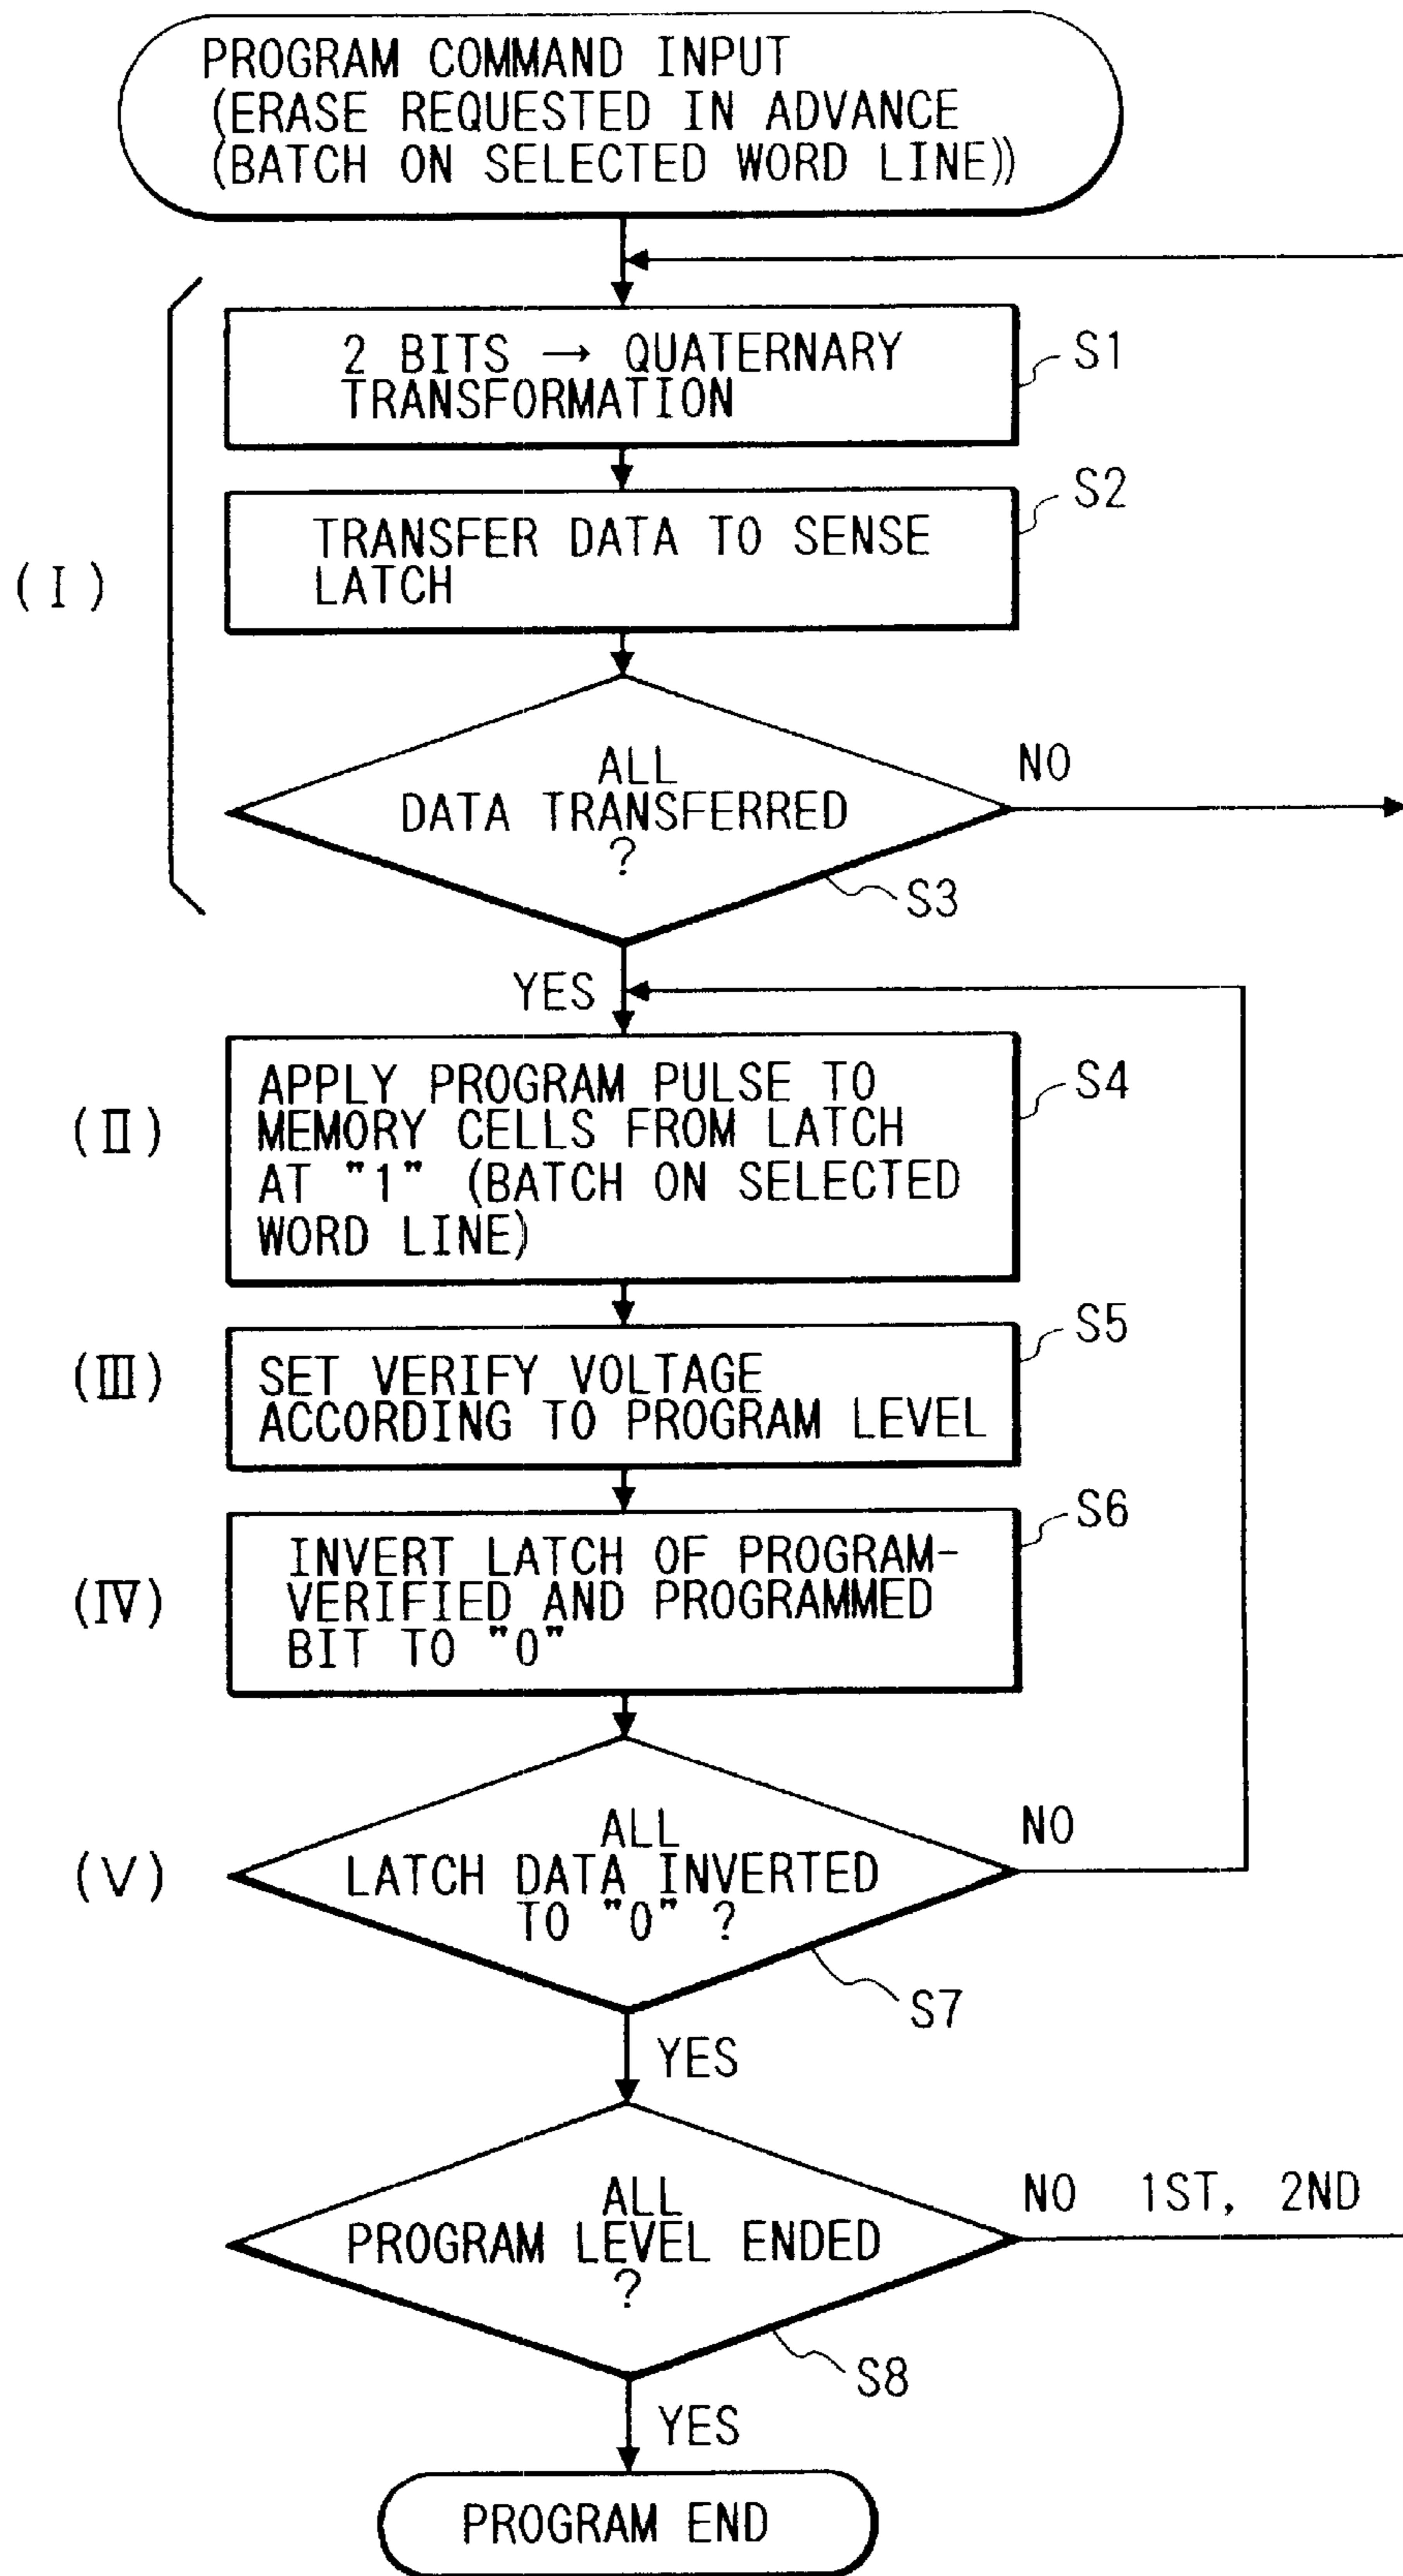 PROGRAM COMMAND INPUT
(ERASE REQUESTED IN ADVANCE
(BATCH ON SELECTED WORD LINE))
2 BITS → QUATERNARY
TRANSFORMATION
S1
TRANSFER DATA TO SENSE
LATCH
S2
(I)
ALL
DATA TRANSFERRED
?
NO
S3
YES
(II)
APPLY PROGRAM PULSE TO
MEMORY CELLS FROM LATCH
AT "1" (BATCH ON SELECTED
WORD LINE)
S4
(III)
SET VERIFY VOLTAGE
ACCORDING TO PROGRAM LEVEL
S5
(IV)
INVERT LATCH OF PROGRAM-
VERIFIED AND PROGRAMMED
BIT TO "0"
S6
(V)
ALL
LATCH DATA INVERTED
TO "0" ?
NO
S7
YES
ALL
PROGRAM LEVEL ENDED
?
NO 1ST, 2ND
S8
YES
PROGRAM END